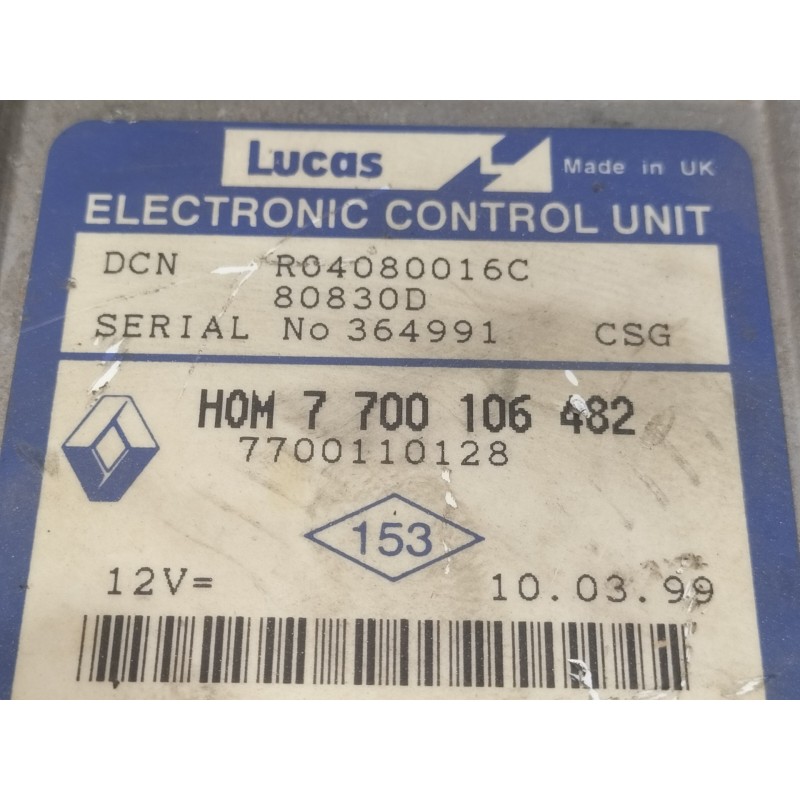 Lucas
Made in UK
ELECTRONIC CONTROL UNIT
DCN R04080016C
80830D
SERIAL No 364991 CSG
HOM 7 700 106 482
7700110128
153
12V= 10.03.99